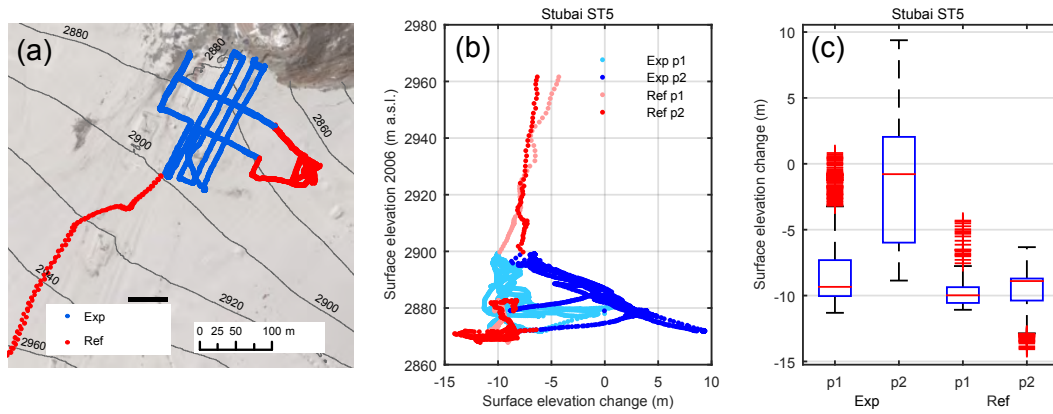 (a)
2880
2880
2860
2900
2900
2920
2940
2960
Exp
Ref
0 25 50 100 m
Stubai ST5
(b)
Surface elevation 2006 (m a.s.l.)
2980
2960
2940
2920
2900
2880
2860
Exp p1
Exp p2
Ref p1
Ref p2
-15 -10 -5 0 5 10
Surface elevation change (m)
Stubai ST5
(c)
Surface elevation change (m)
10
5
0
-5
-10
-15
p1 p2 p1 p2
Exp Ref